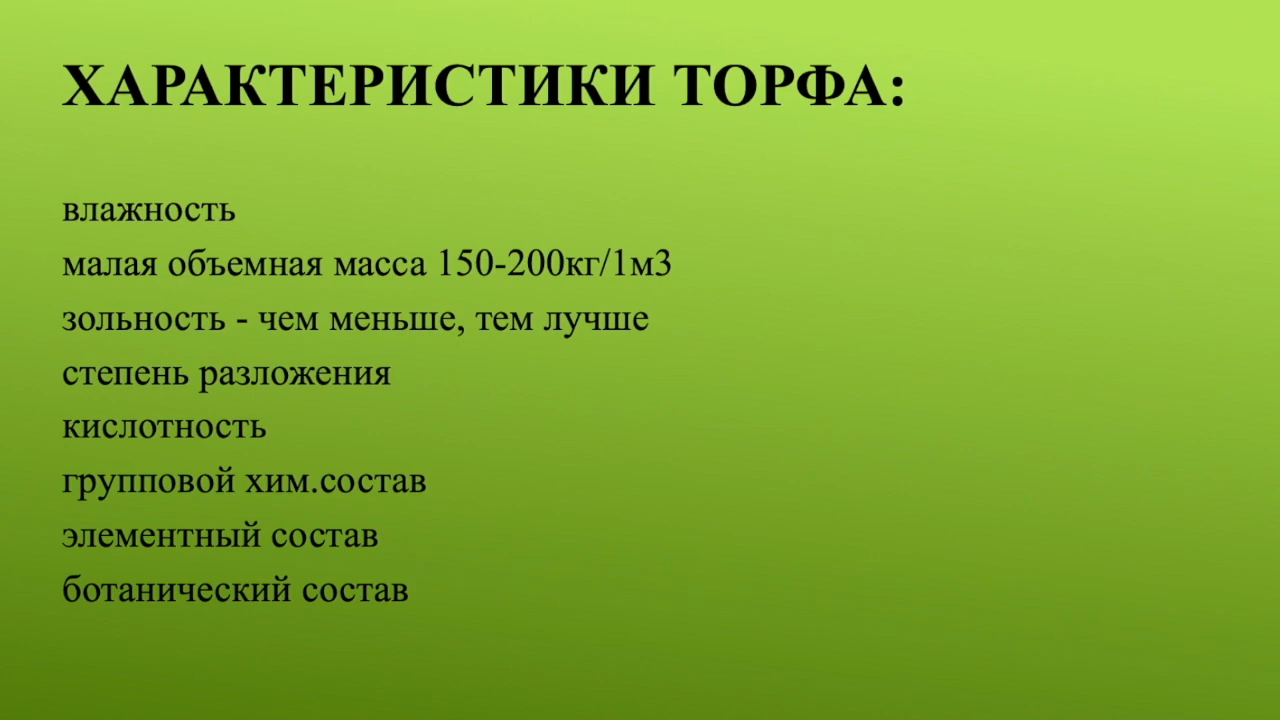 ХАРАКТЕРИСТИКИ ТОРФА:
влажность
малая объемная масса 150-200кг/1м3
зольность - чем меньше, тем лучше
степень разложения
кислотность
групповой хим.состав
элементный состав
ботанический состав